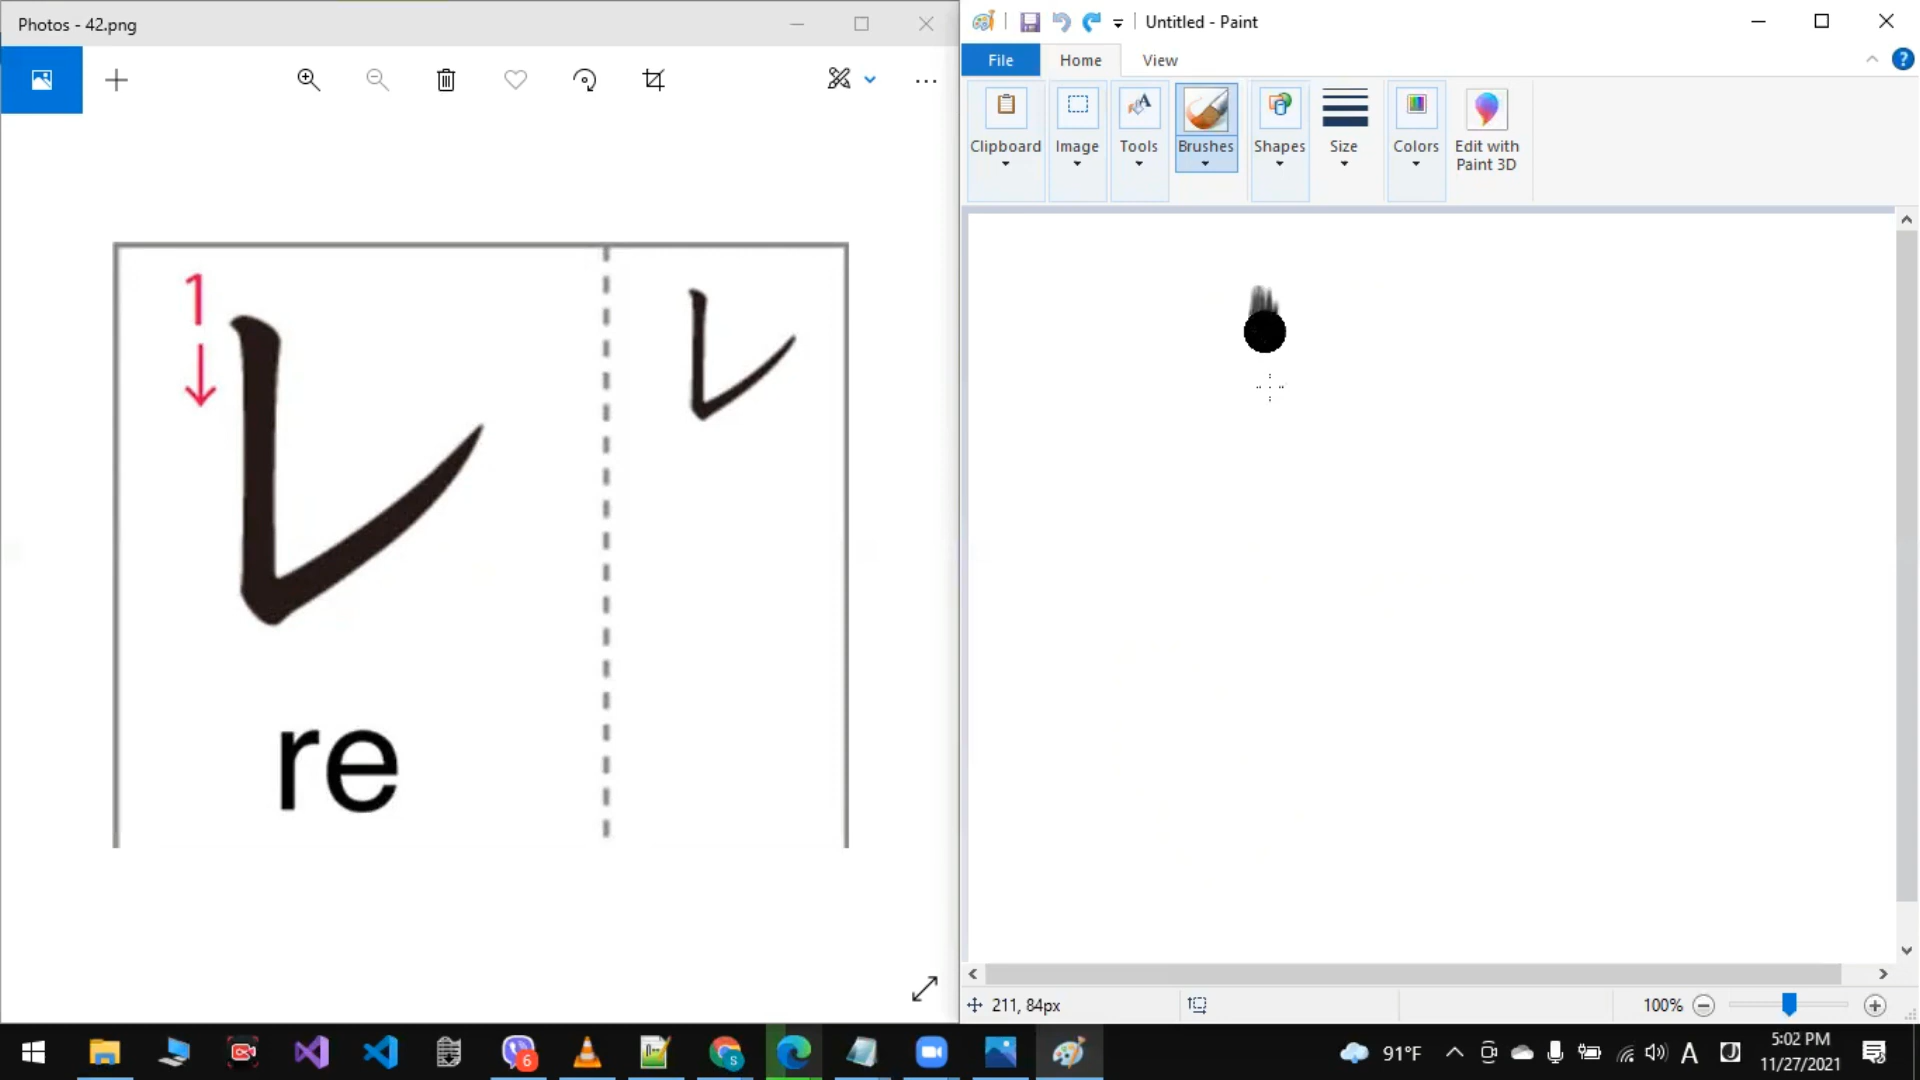 Photos - 42.png
Untitled - Paint
File Home View
Clipboard Image Tools Brushes Shapes Size Colors Edit with
Paint 3D
1
レ レ
re
211, 84px
100%
6
91°F
A
5:02 PM
11/27/2021